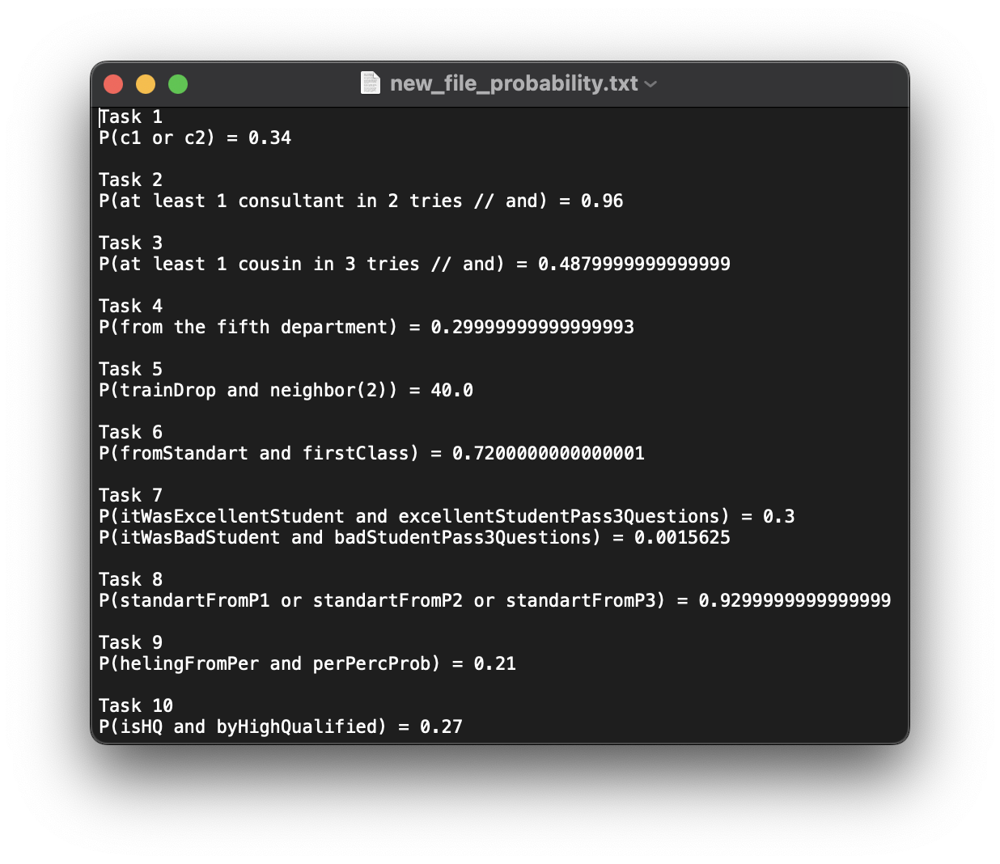 new_file_probability.txt
Task 1
P(c1 or c2) = 0.34
Task 2
P(at least 1 consultant in 2 tries // and) = 0.96
Task 3
P(at least 1 cousin in 3 tries // and) = 0.4879999999999999
Task 4
P(from the fifth department) = 0.29999999999999993
Task 5
P(trainDrop and neighbor(2)) = 40.0
Task 6
P(fromStandart and firstClass) = 0.7200000000000001
Task 7
P(itWasExcellentStudent and excellentStudentPass3Questions) = 0.3
P(itWasBadStudent and badStudentPass3Questions) = 0.0015625
Task 8
P(standartFromP1 or standartFromP2 or standartFromP3) = 0.9299999999999999
Task 9
P(helingFromPer and perPercProb) = 0.21
Task 10
P(isHQ and byHighQualified) = 0.27